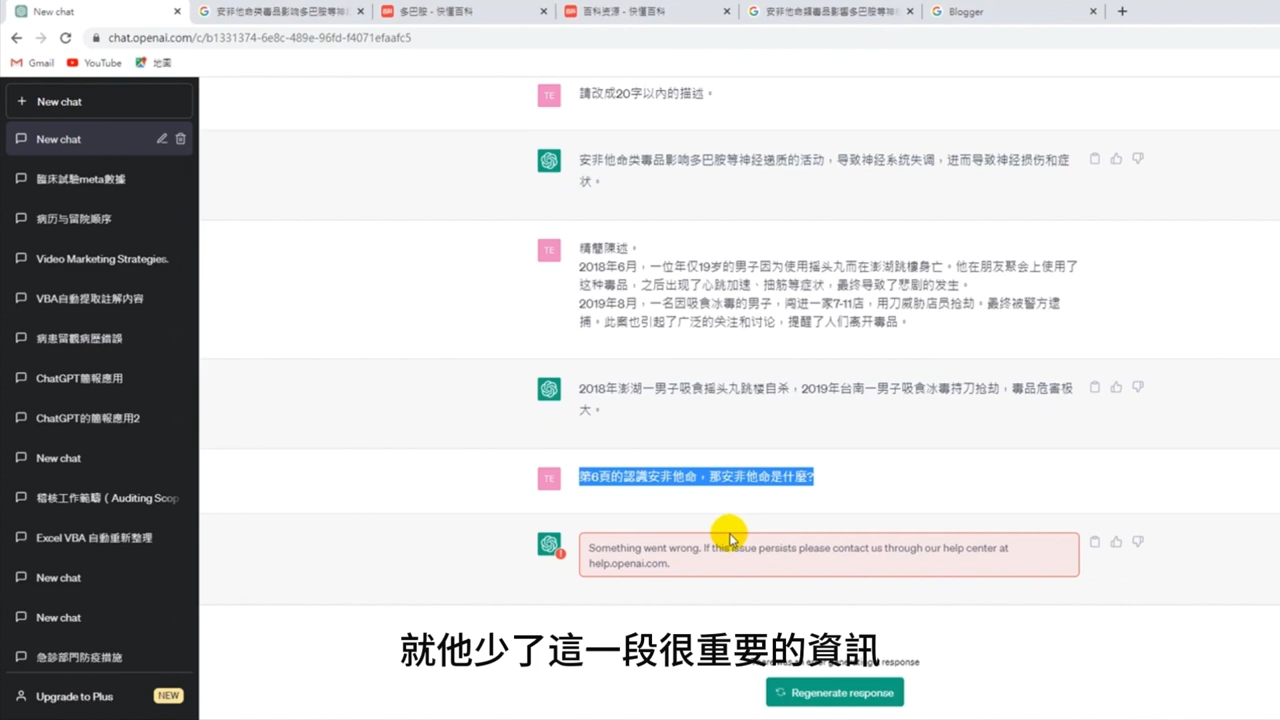 New chat
安非他命类毒品影响多巴胺等神
多巴胺 - 快懂百科
百科资源 - 快懂百科
安非他命類毒品影響多巴胺等神
Blogger
chat.openai.com/c/b1331374-6e8c-489e-96fd-f4071efaafc5
Gmail
YouTube
地圖
New chat
New chat
臨床試驗meta數據
病历与留院顺序
Video Marketing Strategies.
VBA自動提取註解內容
病患留觀病歷錯誤
ChatGPT簡報應用
ChatGPT的簡報應用2
New chat
稽核工作範疇（Auditing Scop
Excel VBA 自動重新整理
New chat
New chat
急診部門防疫措施
Upgrade to Plus
NEW
TE
請改成20字以內的描述。
安非他命类毒品影响多巴胺等神经递质的活动，导致神经系统失调，进而导致神经损伤和症
状。
TE
精簡陳述。
2018年6月，一位年仅19岁的男子因为使用摇头丸而在澎湖跳樓身亡。他在朋友聚会上使用了
这种毒品，之后出现了心跳加速、抽筋等症状，最终导致了悲剧的发生。
2019年8月，一名因吸食冰毒的男子，闯进一家7-11店，用刀威胁店员抢劫。最终被警方逮
捕。此案也引起了广泛的关注和讨论，提醒了人们离开毒品。
2018年澎湖一男子吸食摇头丸跳楼自杀，2019年台南一男子吸食冰毒持刀抢劫，毒品危害极
大。
TE
第6頁的認識安非他命，那安非他命是什麼?
Something went wrong. If this issue persists please contact us through our help center at
help.openai.com.
就他少了這一段很重要的資訊
response
Regenerate response